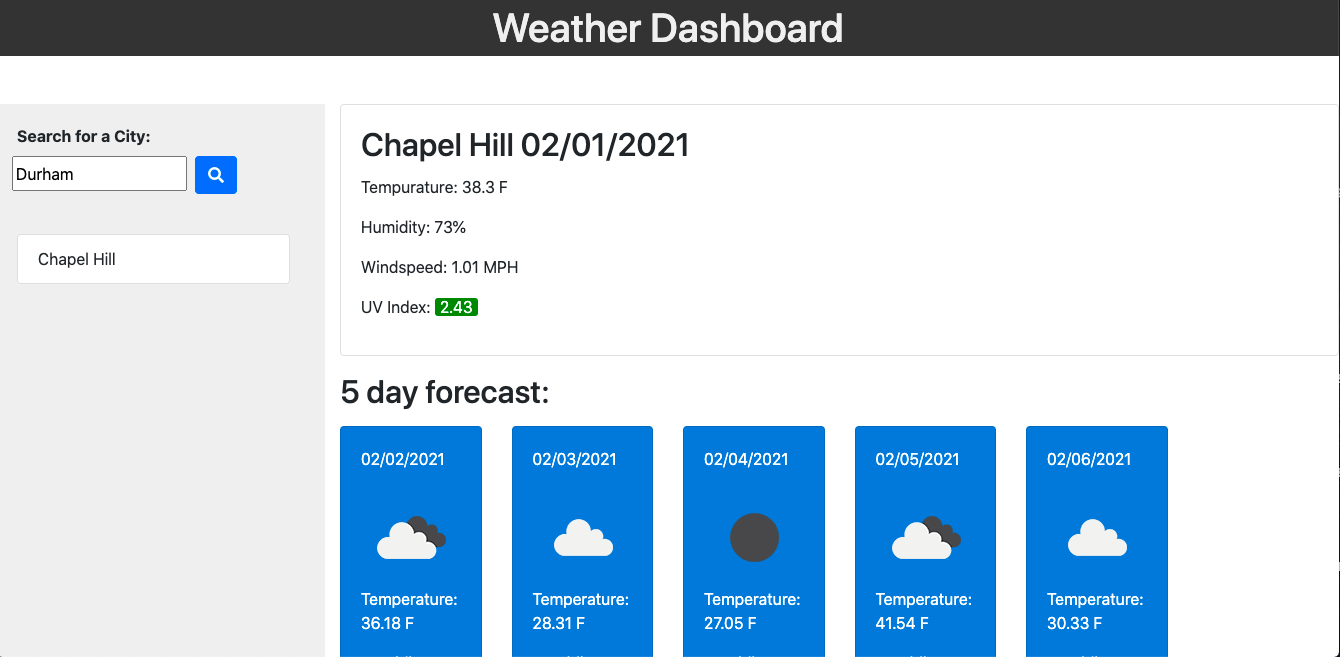 Weather Dashboard
Search for a City:
Durham
Chapel Hill
Chapel Hill 02/01/2021
Tempurature: 38.3 F
Humidity: 73%
Windspeed: 1.01 MPH
UV Index: 2.43
5 day forecast:
02/02/2021
Temperature:
36.18 F
02/03/2021
Temperature:
28.31 F
02/04/2021
Temperature:
27.05 F
02/05/2021
Temperature:
41.54 F
02/06/2021
Temperature:
30.33 F